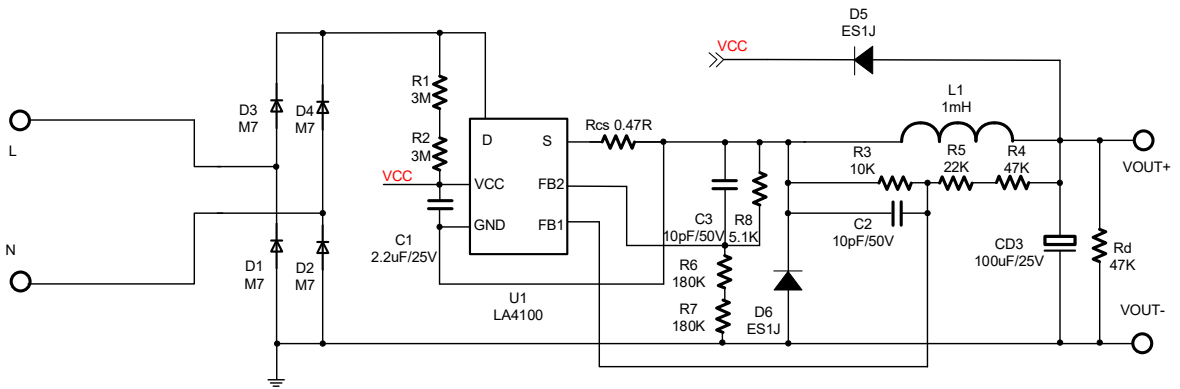 D5
ES1J
VCC
R1
3M
L1
1mH
D3
M7
D4
M7
R2
3M
Rcs 0.47R
D
S
L
R3
10K
R5
22K
R4
47K
VOUT+
VCC
VCC
FB2
GND
FB1
C3
10pF/50V
R8
5.1K
C2
10pF/50V
N
C1
2.2uF/25V
CD3
100uF/25V
Rd
47K
D1
M7
D2
M7
R6
180K
U1
LA4100
R7
180K
D6
ES1J
VOUT-